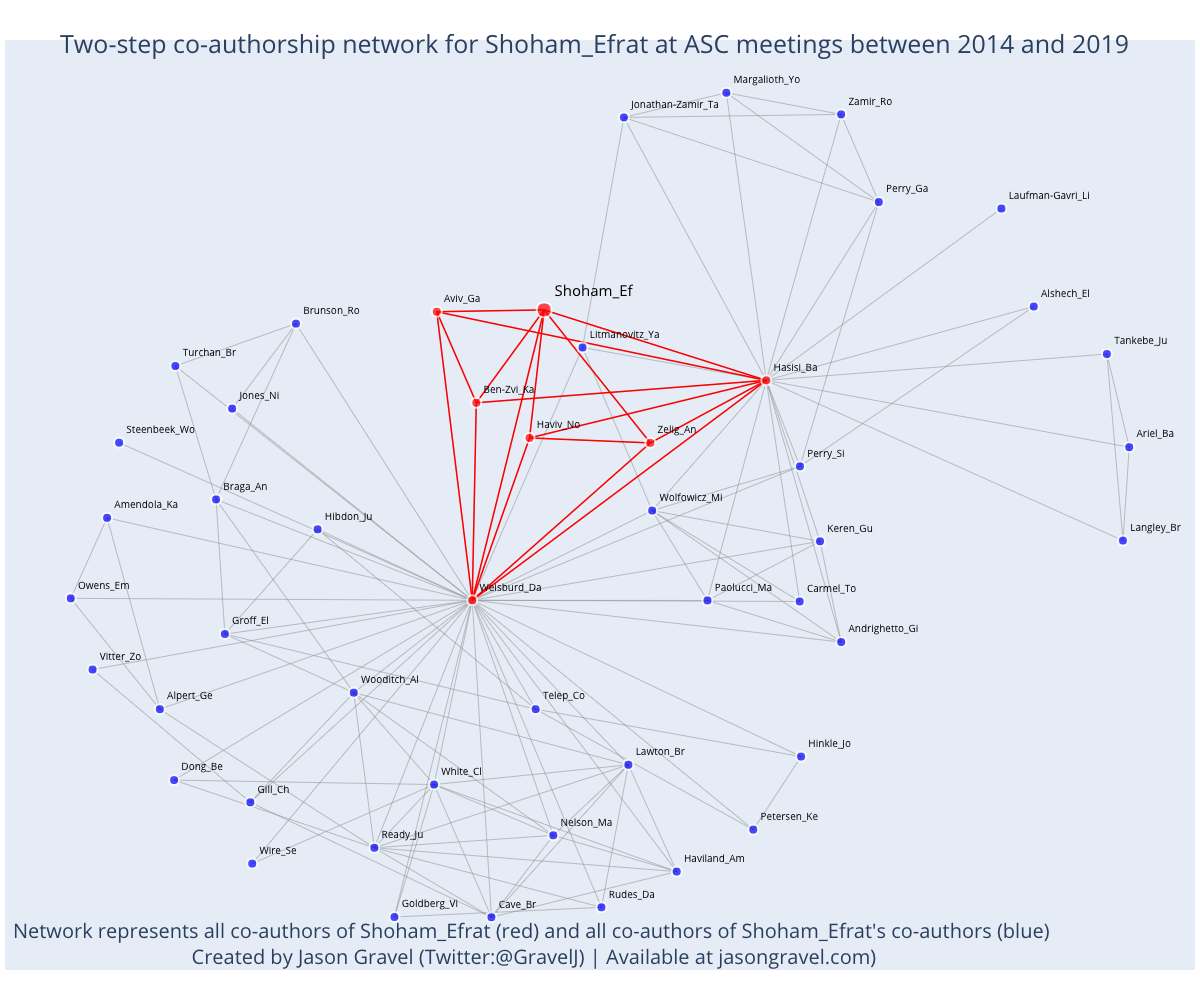 Two-step co-authorship network for Shoham_Efrat at ASC meetings between 2014 and 2019
Margalioth_Yo
Jonathan-Zamir_Ta
Zamir_Ro
Perry_Ga
Laufman-Gavri_Li
Shoham_Ef
Alshech_El
Aviv_Ga
Brunson_Ro
Litmanovitz_Ya
Tankebe_Ju
Turchan_Br
Hasisi_Ba
Ben-Zvi_Ka
Jones_Ni
Haviv_No
Zelig_An
Steenbeek_Wo
Ariel_Ba
Perry_Si
Braga_An
Wolfowicz_Mi
Amendola_Ka
Hibdon_Ju
Keren_Gu
Langley_Br
Owens_Em
Weisburd_Da
Paolucci_Ma
Carmel_To
Groff_El
Andrighetto_Gi
Vitter_Zo
Wooditch_Al
Alpert_Ge
Telep_Co
Hinkle_Jo
Lawton_Br
Dong_Be
White_Cl
Gill_Ch
Petersen_Ke
Nelson_Ma
Ready_Ju
Wire_Se
Haviland_Am
Rudes_Da
Goldberg_Vi
Cave_Br
Network represents all co-authors of Shoham_Efrat (red) and all co-authors of Shoham_Efrat's co-authors (blue)
Created by Jason Gravel (Twitter:@GravelJ) | Available at jasongravel.com)